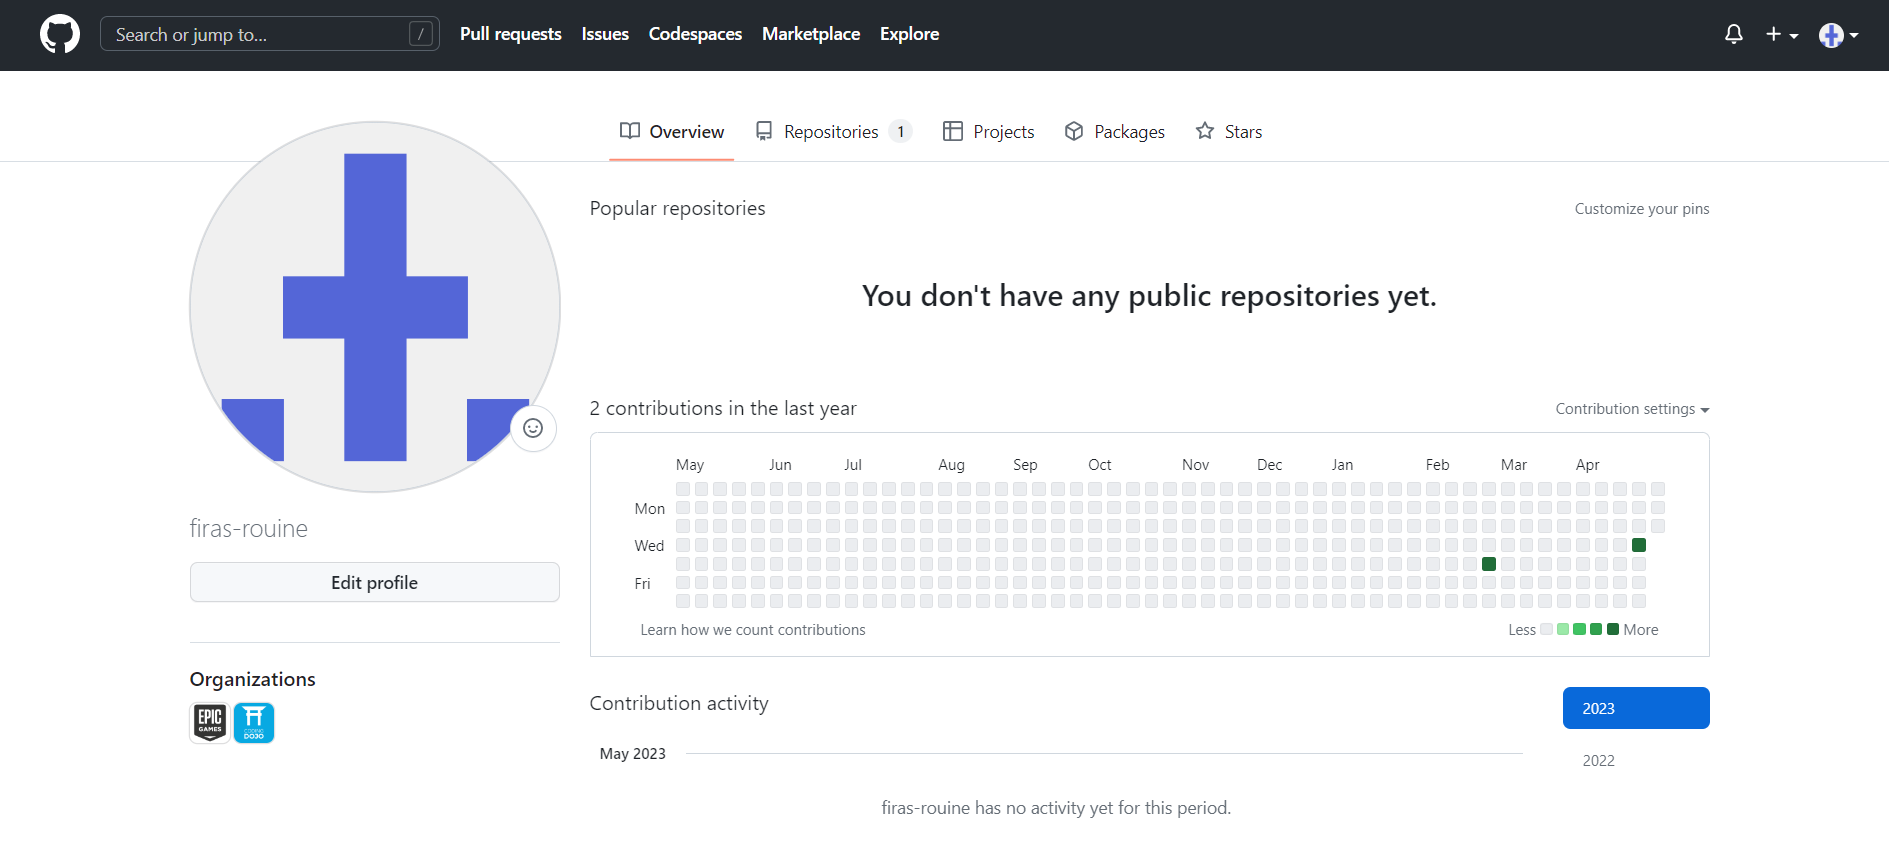 Search or jump to... / Pull requests Issues Codespaces Marketplace Explore
Overview Repositories 1 Projects Packages Stars
Popular repositories Customize your pins
You don't have any public repositories yet.
2 contributions in the last year Contribution settings
May Jun Jul Aug Sep Oct Nov Dec Jan Feb Mar Apr
Mon
Wed
Fri
Learn how we count contributions Less More
firas-rouine
Edit profile
Organizations
EPIC
GAMES
CODING
DOJO
Contribution activity
2023
May 2023
2022
firas-rouine has no activity yet for this period.